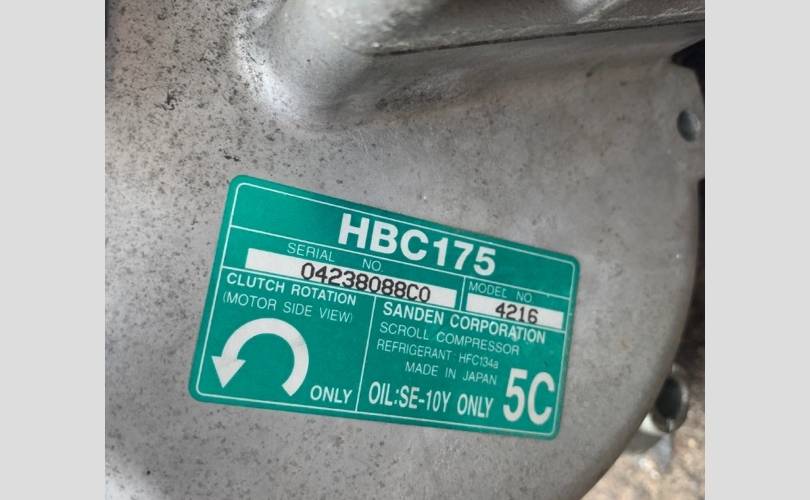 HBC175
SERIAL NO.
04238088C0
MODEL NO.
4216
CLUTCH ROTATION
(MOTOR SIDE VIEW)
ONLY
SANDEN CORPORATION
SCROLL COMPRESSOR
REFRIGERANT : HFC134a
MADE IN JAPAN
5C
OIL:SE-10Y ONLY